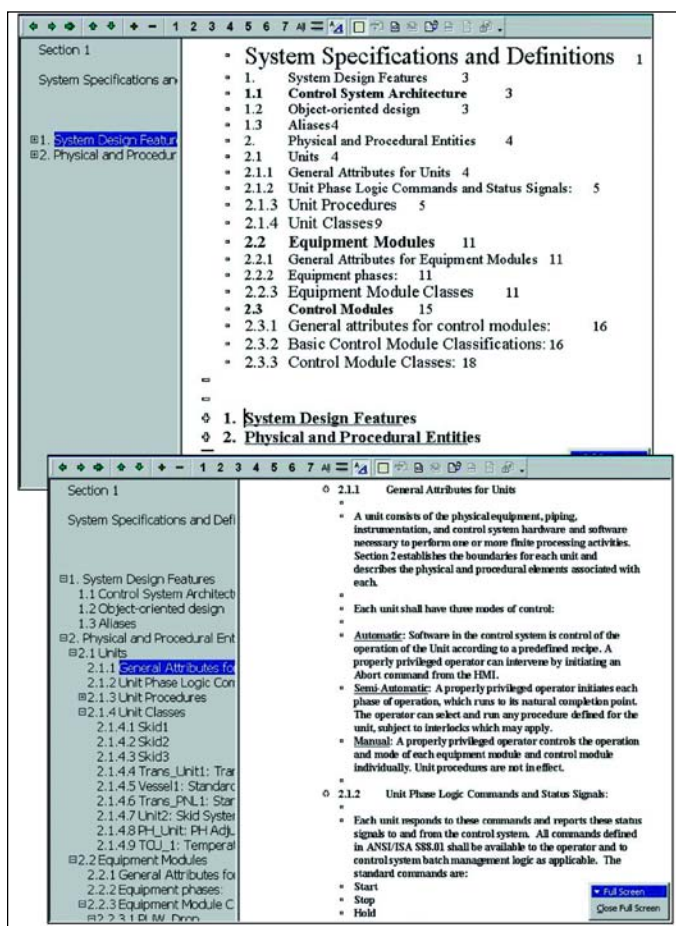 1 2 3 4 5 6 7 All
Section 1
System Specifications an
1. System Design Featur
2. Physical and Procedur
System Specifications and Definitions 1
1. System Design Features 3
1.1 Control System Architecture 3
1.2 Object-oriented design 3
1.3 Aliases4
2. Physical and Procedural Entities 4
2.1 Units 4
2.1.1 General Attributes for Units 4
2.1.2 Unit Phase Logic Commands and Status Signals: 5
2.1.3 Unit Procedures 5
2.1.4 Unit Classes9
2.2 Equipment Modules 11
2.2.1 General Attributes for Equipment Modules 11
2.2.2 Equipment phases: 11
2.2.3 Equipment Module Classes 11
2.3 Control Modules 15
2.3.1 General attributes for control modules: 16
2.3.2 Basic Control Module Classifications: 16
2.3.3 Control Module Classes: 18
1. System Design Features
2. Physical and Procedural Entities
1 2 3 4 5 6 7 All
Section 1
System Specifications and Defi
1. System Design Features
1.1 Control System Architect
1.2 Object-oriented design
1.3 Aliases
2. Physical and Procedural Ent
2.1 Units
2.1.1 General Attributes fo
2.1.2 Unit Phase Logic Com
2.1.3 Unit Procedures
2.1.4 Unit Classes
2.1.4.1 Skid1
2.1.4.2 Skid2
2.1.4.3 Skid3
2.1.4.4 Trans_Unit1: Trar
2.1.4.5 Vessel1: Standarc
2.1.4.6 Trans_PNL1: Star
2.1.4.7 Unit2: Skid System
2.1.4.8 PH_Unit: PH Adju
2.1.4.9 TCU_1: Temperat
2.2 Equipment Modules
2.2.1 General Attributes fo
2.2.2 Equipment phases:
2.2.3 Equipment Module C
2.2.3.1 PUW_Drop
2.1.1 General Attributes for Units
A unit consists of the physical equipment, piping,
instrumentation, and control system hardware and software
necessary to perform one or more finite processing activities.
Section 2 establishes the boundaries for each unit and
describes the physical and procedural elements associated with
each.
Each unit shall have three modes of control:
Automatic: Software in the control system is control of the
operation of the Unit according to a predefined recipe. A
properly privileged operator can intervene by initiating an
Abort command from the HMI.
Semi-Automatic: A properly privileged operator initiates each
phase of operation, which runs to its natural completion point.
The operator can select and run any procedure defined for the
unit, subject to interlocks which may apply.
Manual: A properly privileged operator controls the operation
and mode of each equipment module and control module
individually. Unit procedures are not in effect.
2.1.2 Unit Phase Logic Commands and Status Signals:
Each unit responds to these commands and reports these status
signals to and from the control system. All commands defined
in ANSI/ISA S88.01 shall be available to the operator and to
control system batch management logic as applicable. The
standard commands are:
Start
Stop
Hold
Full Screen
Close Full Screen